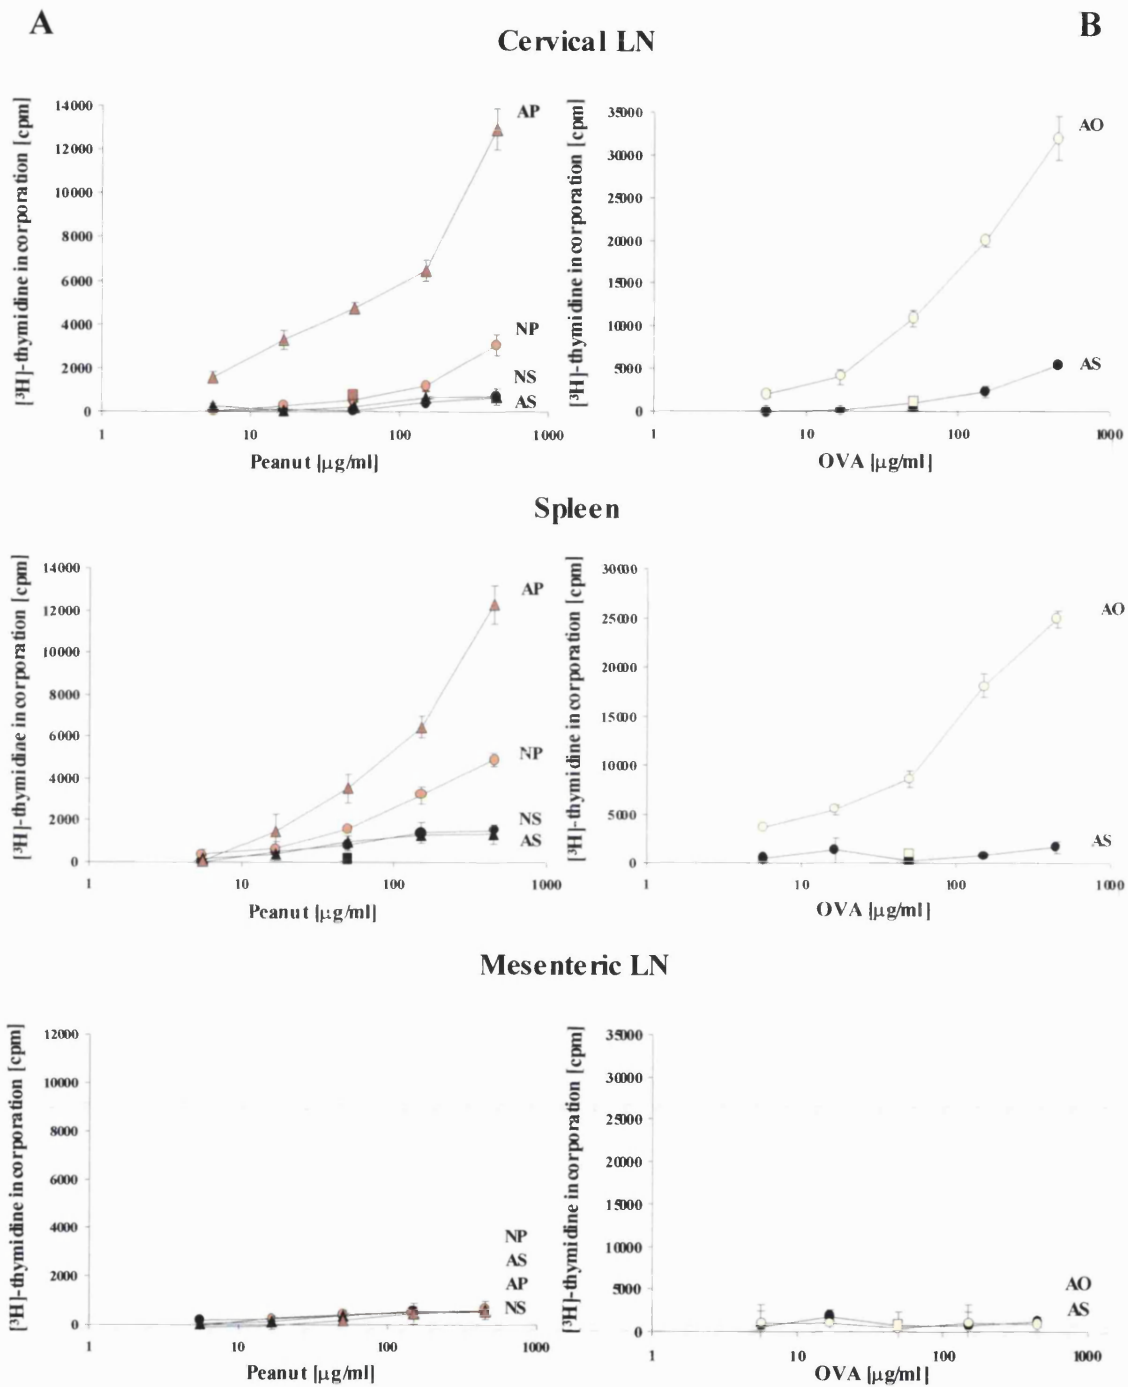 A
B
Cervical LN
[³H]-thymidine incorporation [cpm]
14000
12000
10000
8000
6000
4000
2000
0
1
10
100
1000
Peanut [µg/ml]
AP
NP
NS
AS
[³H]-thymidine incorporation [cpm]
35000
30000
25000
20000
15000
10000
5000
0
1
10
100
1000
OVA [µg/ml]
AO
AS
Spleen
[³H]-thymidine incorporation [cpm]
14000
12000
10000
8000
6000
4000
2000
0
1
10
100
1000
Peanut [µg/ml]
AP
NP
NS
AS
[³H]-thymidine incorporation [cpm]
30000
25000
20000
15000
10000
5000
0
1
10
100
1000
OVA [µg/ml]
AO
AS
Mesenteric LN
[³H]-thymidine incorporation [cpm]
12000
10000
8000
6000
4000
2000
0
1
10
100
1000
Peanut [µg/ml]
NP
AS
AP
NS
[³H]-thymidine incorporation [cpm]
35000
30000
25000
20000
15000
10000
5000
0
1
10
100
1000
OVA [µg/ml]
AO
AS